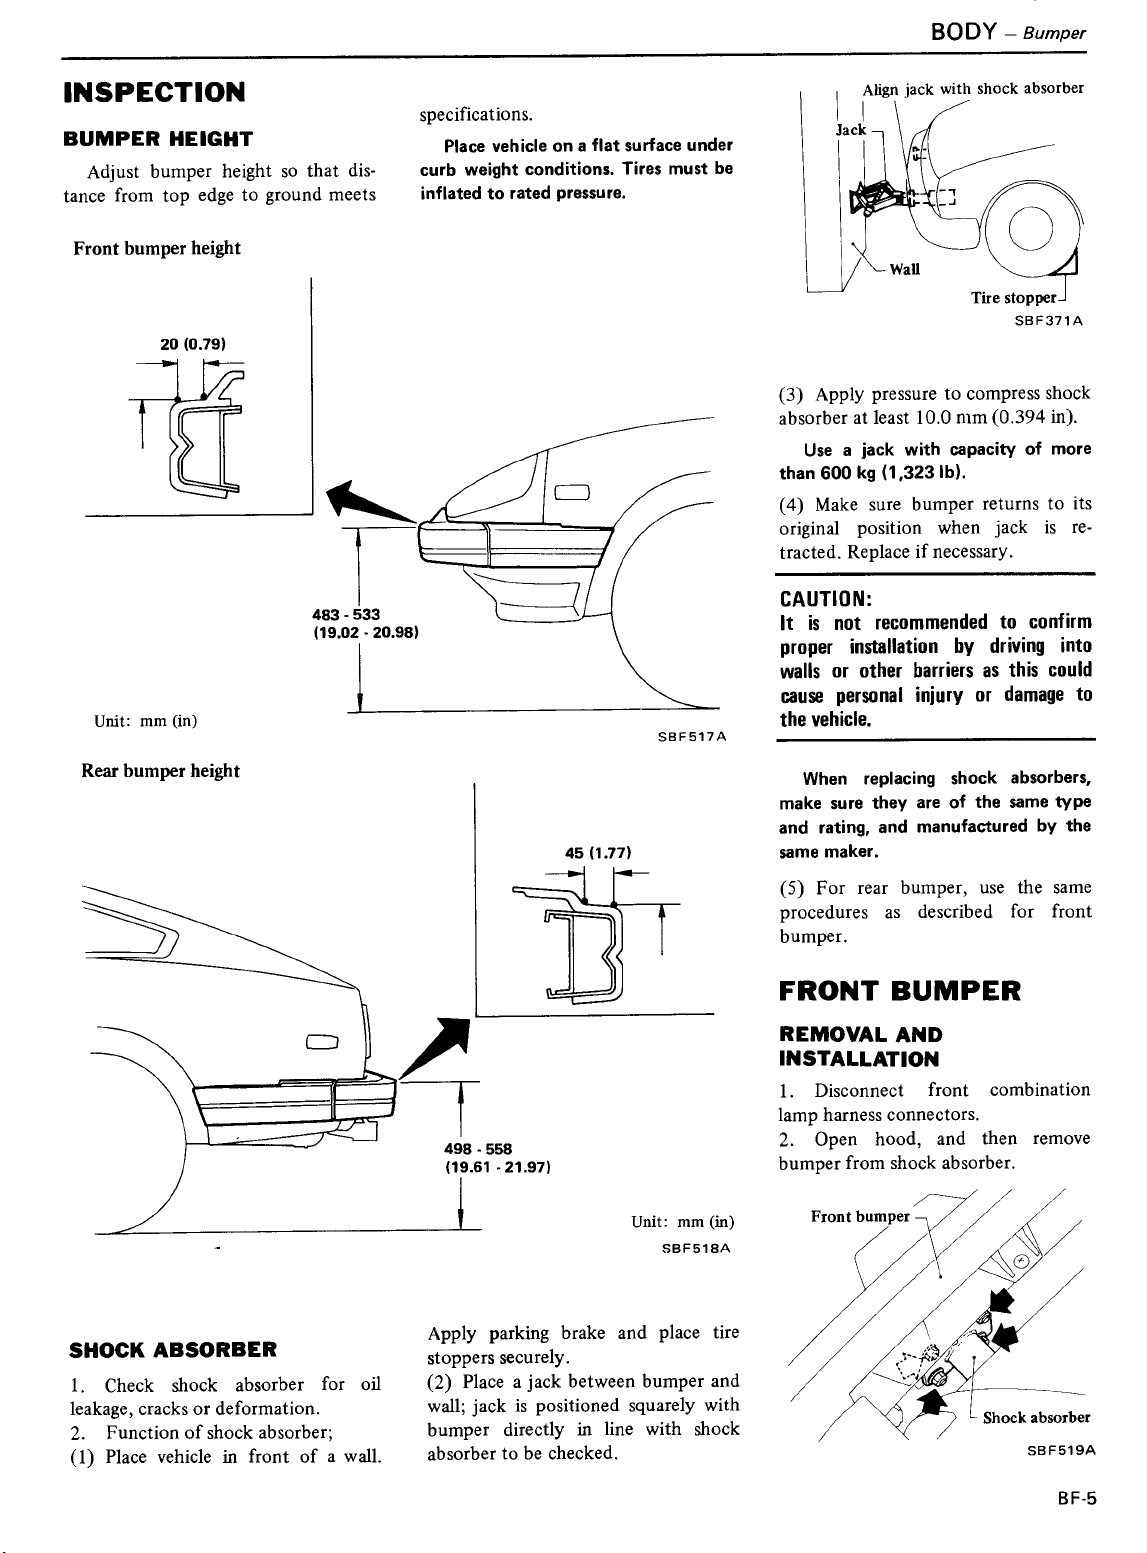 BODY – Bumper
INSPECTION
BUMPER HEIGHT
Adjust bumper height so that dis-
tance from top edge to ground meets
specifications.
Place vehicle on a flat surface under
curb weight conditions. Tires must be
inflated to rated pressure.
Front bumper height
20 (0.79)
483 - 533
(19.02 - 20.98)
Unit: mm (in)
SBF517A
Rear bumper height
45 (1.77)
498 - 558
(19.61 - 21.97)
Unit: mm (in)
SBF518A
SHOCK ABSORBER
1. Check shock absorber for oil
leakage, cracks or deformation.
2. Function of shock absorber;
(1) Place vehicle in front of a wall.
Apply parking brake and place tire
stoppers securely.
(2) Place a jack between bumper and
wall; jack is positioned squarely with
bumper directly in line with shock
absorber to be checked.
Align jack with shock absorber
Jack
Wall
Tire stopper
SBF371A
(3) Apply pressure to compress shock
absorber at least 10.0 mm (0.394 in).
Use a jack with capacity of more
than 600 kg (1,323 lb).
(4) Make sure bumper returns to its
original position when jack is re-
tracted. Replace if necessary.
CAUTION:
It is not recommended to confirm
proper installation by driving into
walls or other barriers as this could
cause personal injury or damage to
the vehicle.
When replacing shock absorbers,
make sure they are of the same type
and rating, and manufactured by the
same maker.
(5) For rear bumper, use the same
procedures as described for front
bumper.
FRONT BUMPER
REMOVAL AND
INSTALLATION
1. Disconnect front combination
lamp harness connectors.
2. Open hood, and then remove
bumper from shock absorber.
Front bumper
Shock absorber
SBF519A
BF-5